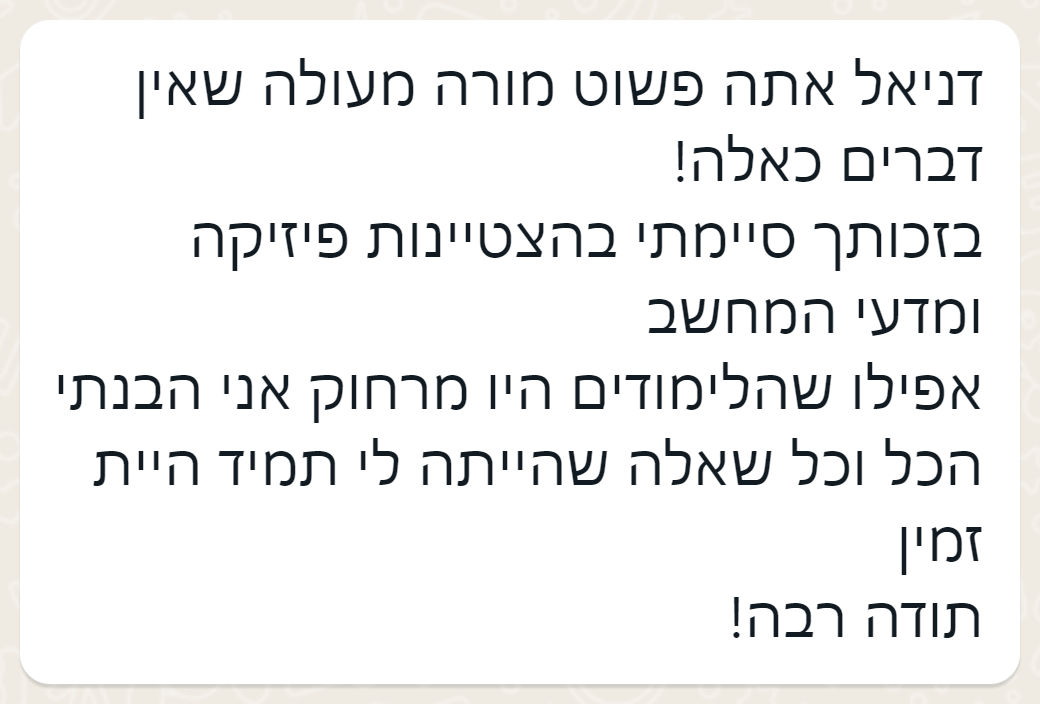 דניאל אתה פשוט מורה מעולה שאין
דברים כאלה!
בזכותך סיימתי בהצטיינות פיזיקה
ומדעי המחשב
אפילו שהלימודים היו מרחוק אני הבנתי
הכל וכל שאלה שהייתה לי תמיד היית
זמין
תודה רבה!